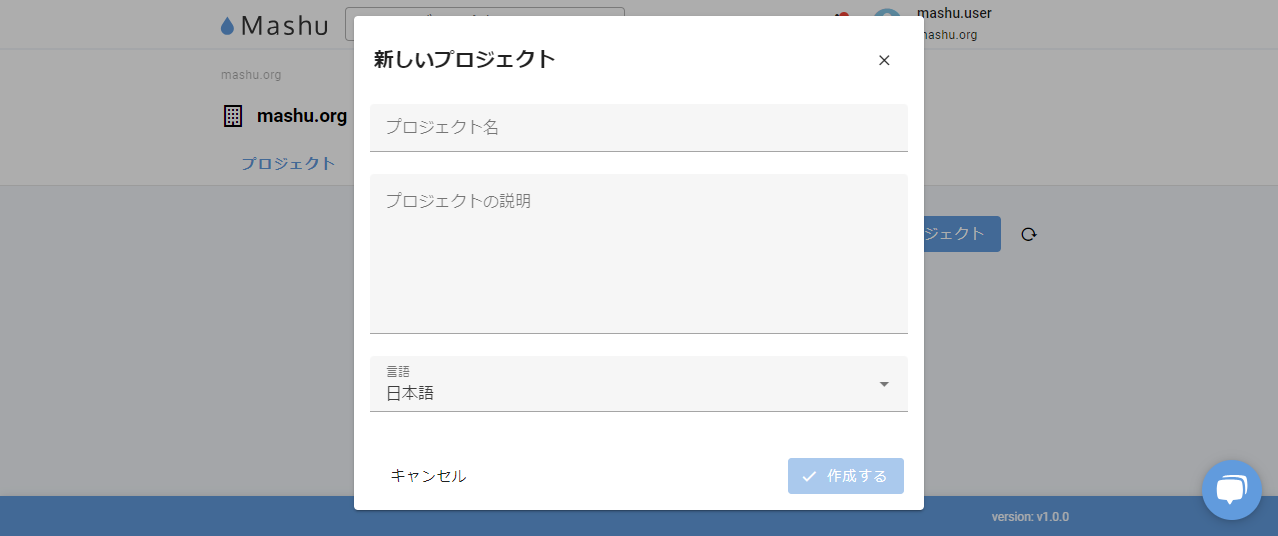 Mashu
mashu.user
mashu.org
mashu.org
mashu.org
プロジェクト
ジェクト
新しいプロジェクト
プロジェクト名
プロジェクトの説明
言語
日本語
キャンセル
作成する
version: v1.0.0